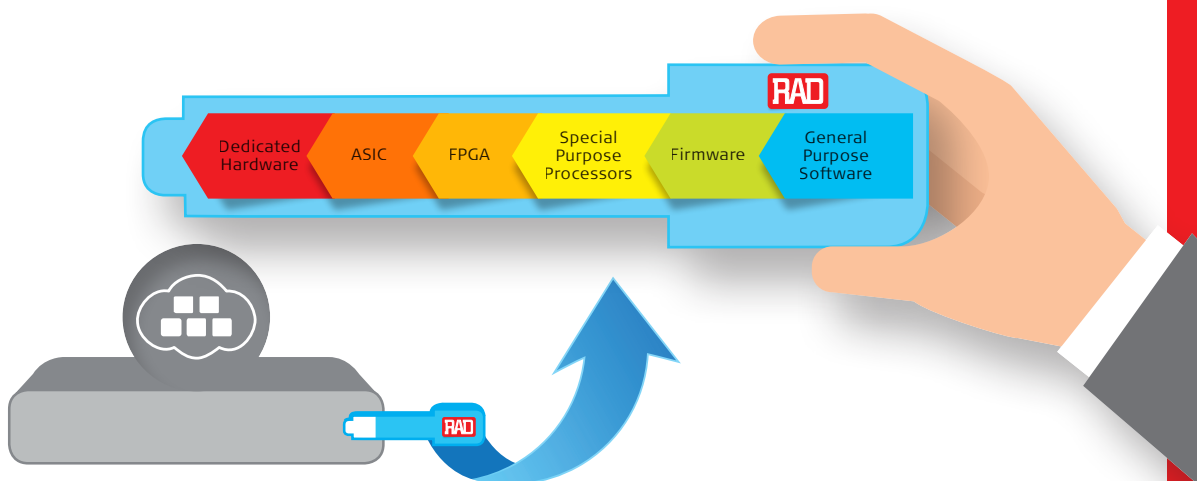 RAD
Dedicated
Hardware
ASIC
FPGA
Special
Purpose
Processors
Firmware
General
Purpose
Software
RAD